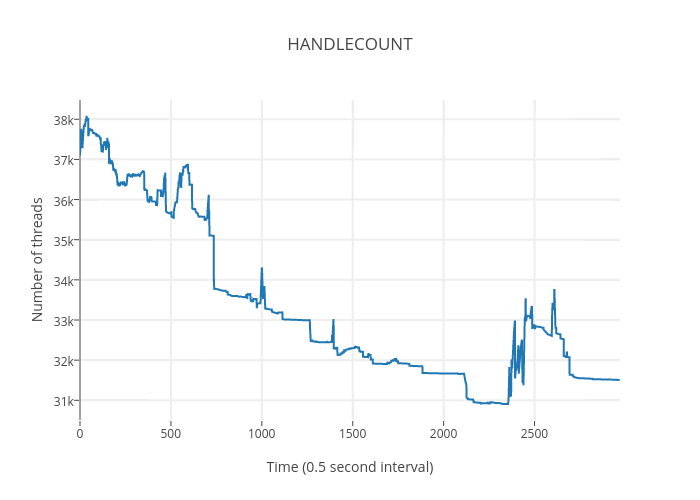 HANDLECOUNT
38k
37k
36k
35k
34k
33k
32k
31k
Number of threads
0 500 1000 1500 2000 2500
Time (0.5 second interval)